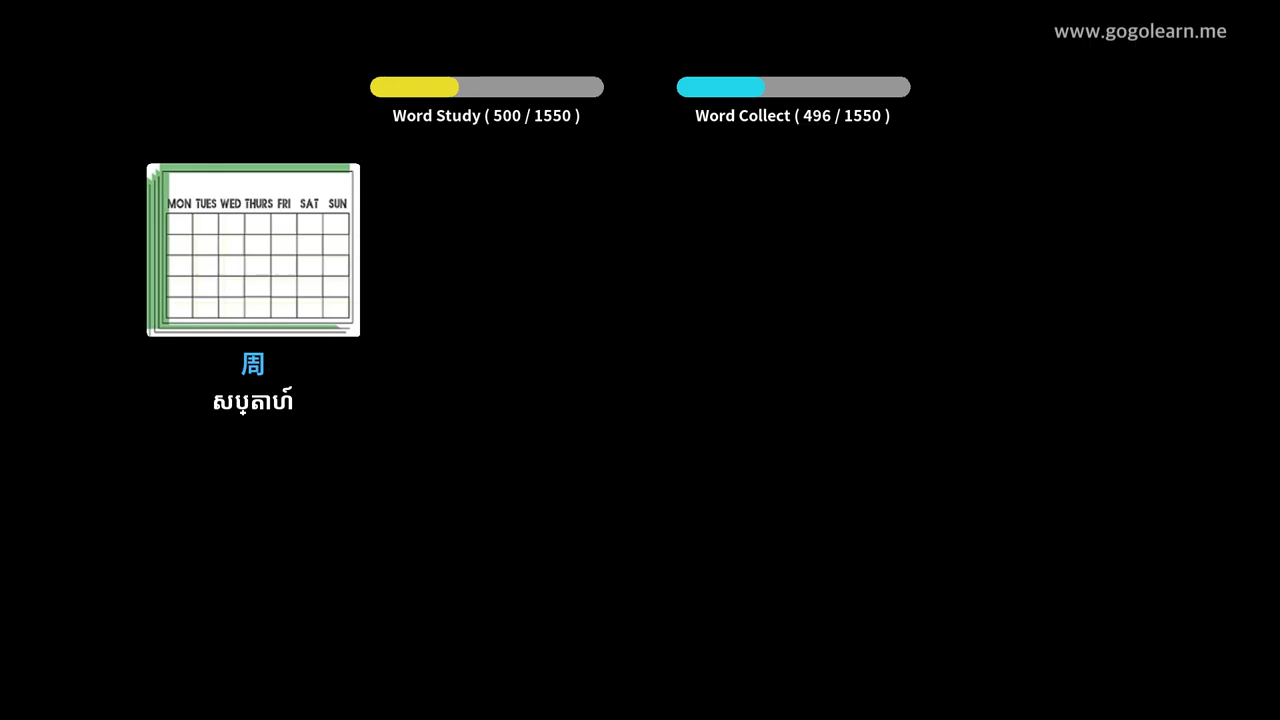 www.gogolearn.me
Word Study ( 500 / 1550 )
Word Collect ( 496 / 1550 )
MON TUES WED THURS FRI SAT SUN
周
សប្តាហ៍